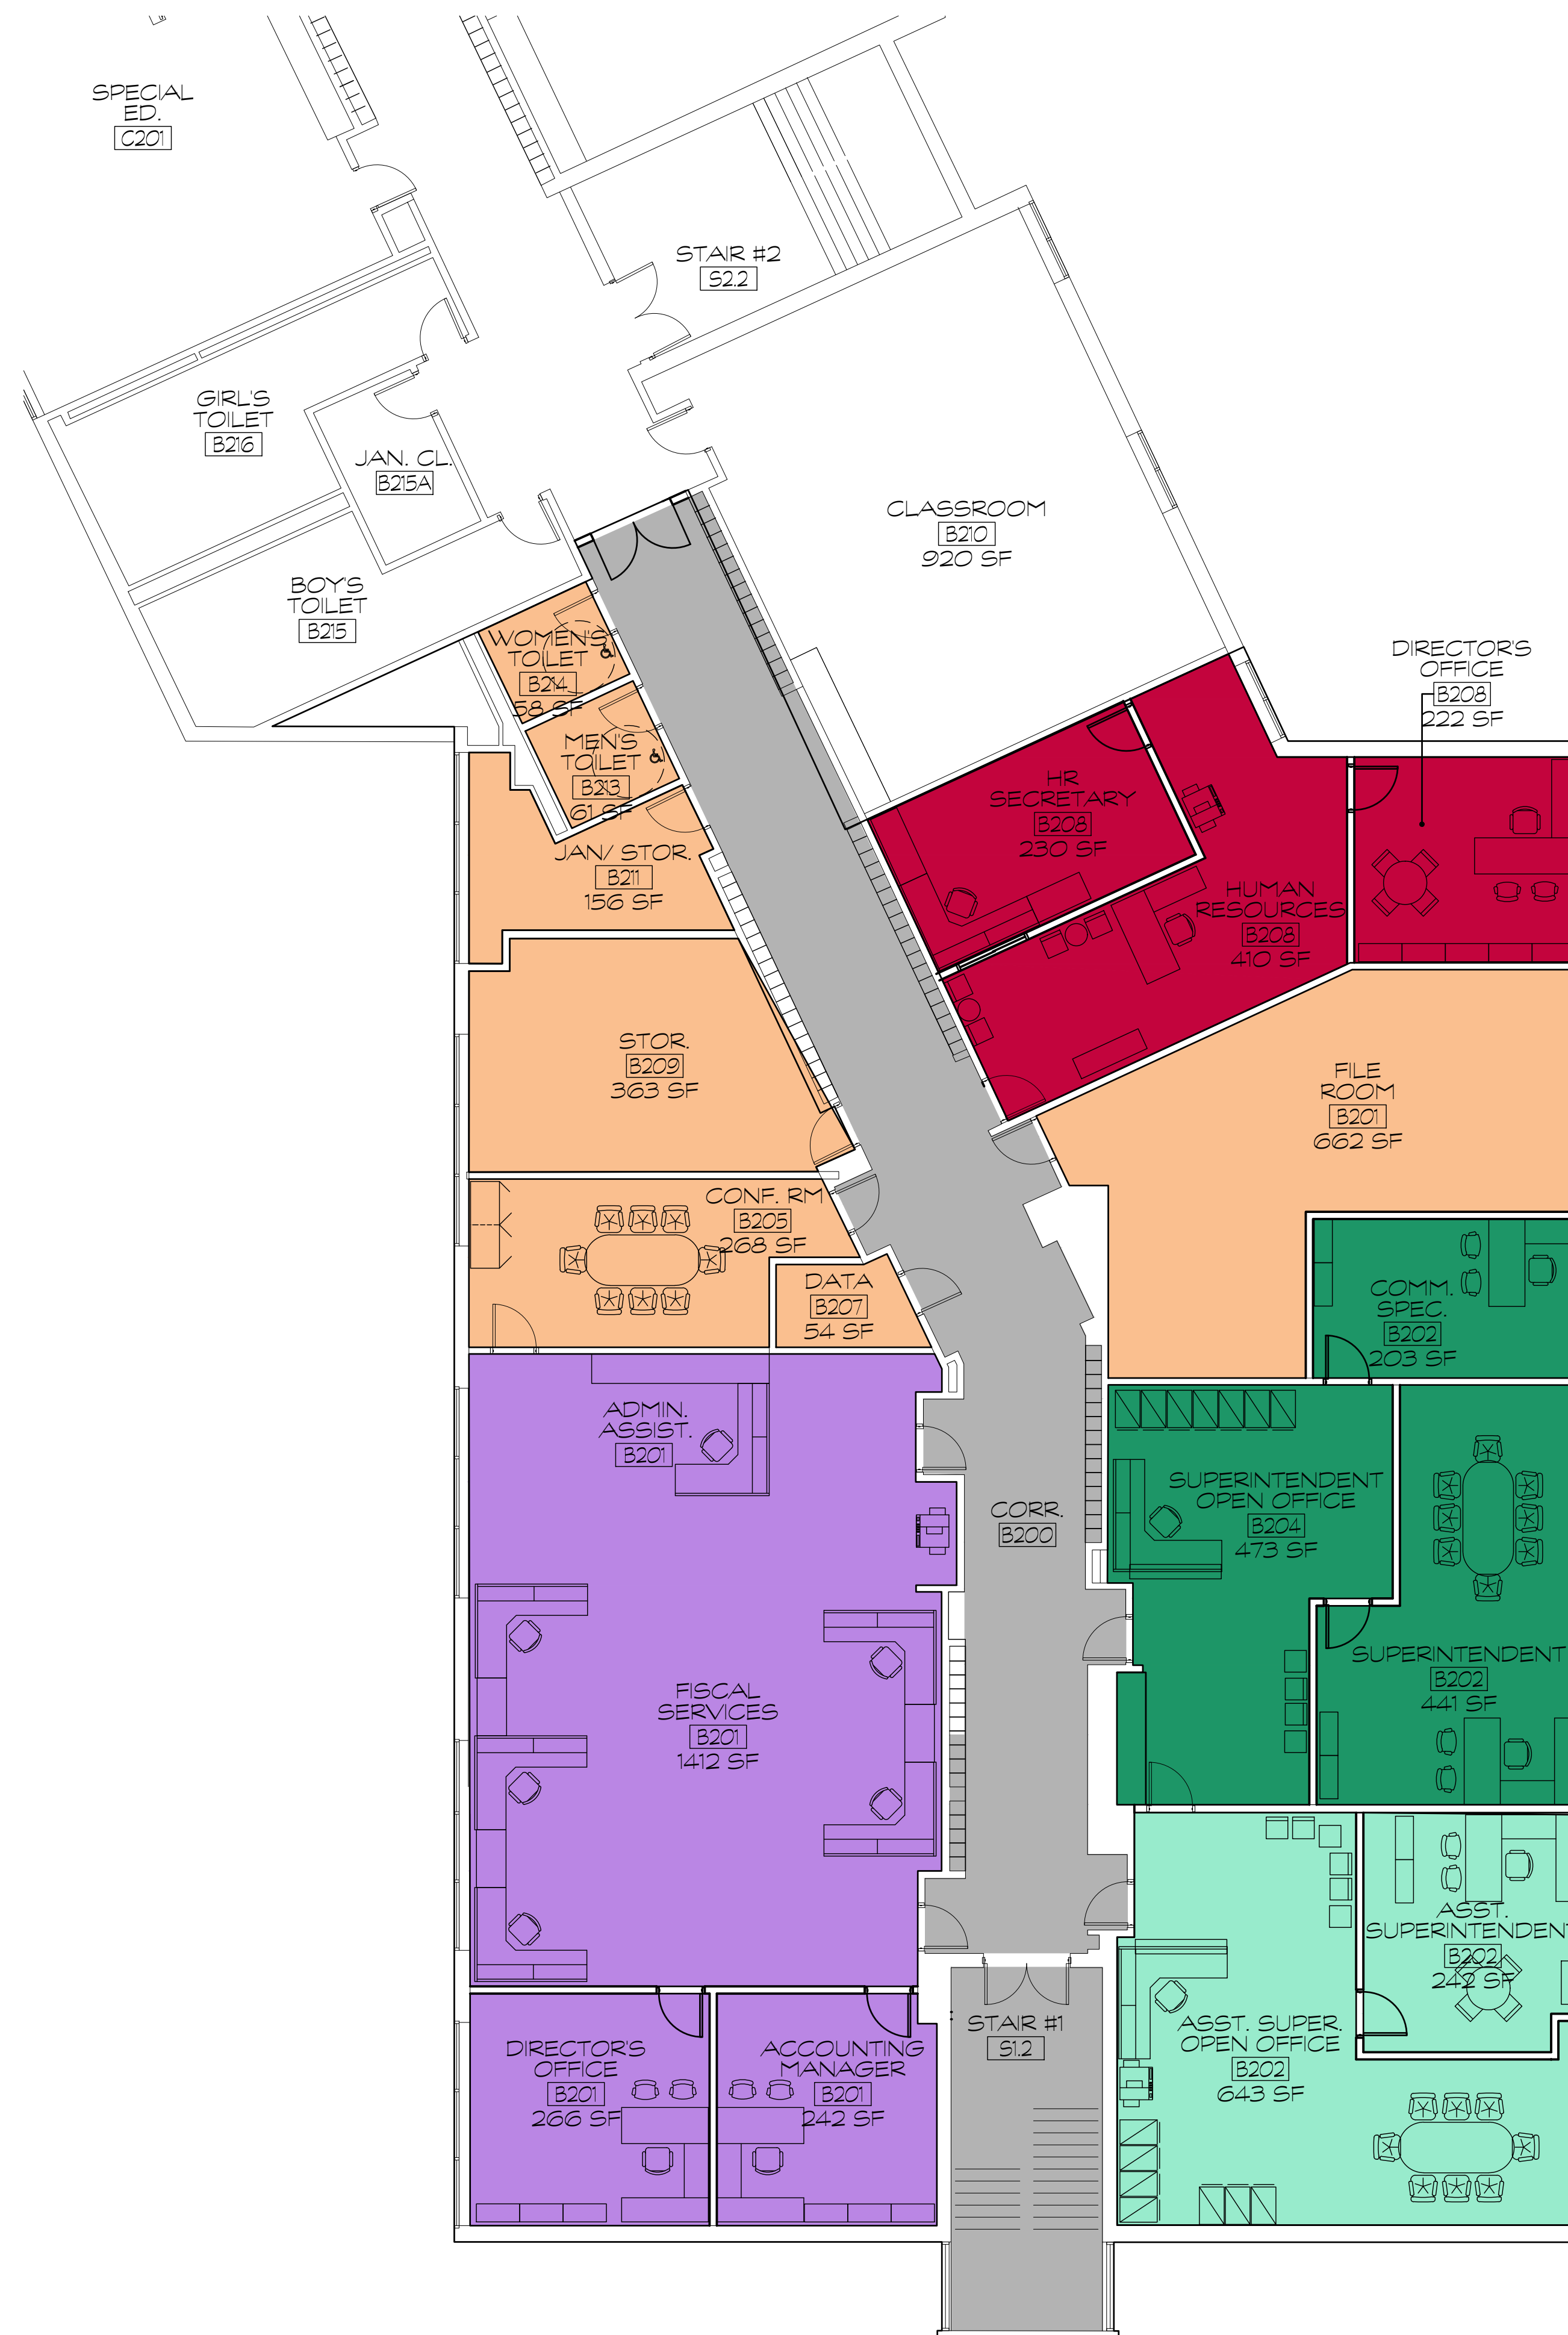 SPECIAL
ED.
C201
STAIR #2
S2.2
GIRL'S
TOILET
B216
JAN. CL.
B215A
CLASSROOM
B210
920 SF
BOY'S
TOILET
B215
WOMEN'S
TOILET
B214
58 SF
DIRECTOR'S
OFFICE
B208
222 SF
MEN'S
TOILET
B213
61 SF
HR
SECRETARY
B208
230 SF
JAN/ STOR.
B211
156 SF
HUMAN
RESOURCES
B208
410 SF
STOR.
B209
363 SF
FILE
ROOM
B201
662 SF
CONF. RM
B205
268 SF
DATA
B207
54 SF
COMM.
SPEC.
B202
203 SF
ADMIN.
ASSIST.
B201
SUPERINTENDENT
OPEN OFFICE
B204
473 SF
CORR.
B200
SUPERINTENDENT
B202
441 SF
FISCAL
SERVICES
B201
1412 SF
ASST.
SUPERINTENDENT
B202
242 SF
STAIR #1
S1.2
ASST. SUPER.
OPEN OFFICE
B202
643 SF
DIRECTOR'S
OFFICE
B201
266 SF
ACCOUNTING
MANAGER
B201
242 SF